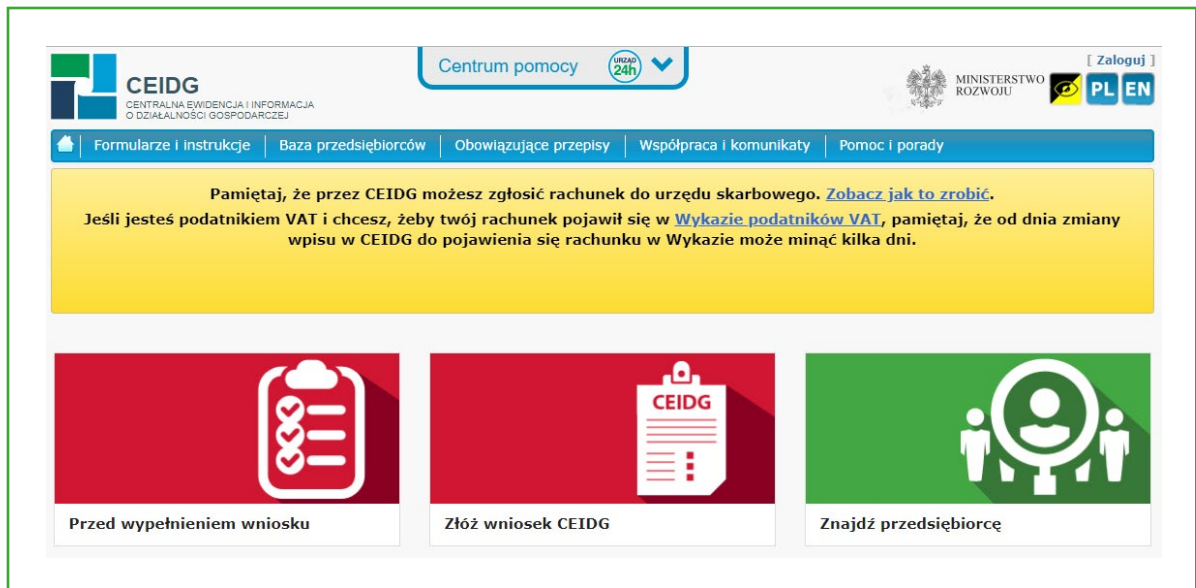 CEIDG
CENTRALNA EWIDENCJA I INFORMACJA
O DZIAŁALNOŚCI GOSPODARCZEJ
Centrum pomocy
URZĄD
24h
MINISTERSTWO
ROZWOJU
[ Zaloguj ]
PL EN
Formularze i instrukcje
Baza przedsiębiorców
Obowiązujące przepisy
Współpraca i komunikaty
Pomoc i porady
Pamiętaj, że przez CEIDG możesz zgłosić rachunek do urzędu skarbowego. Zobacz jak to zrobić.
Jeśli jesteś podatnikiem VAT i chcesz, żeby twój rachunek pojawił się w Wykazie podatników VAT, pamiętaj, że od dnia zmiany
wpisu w CEIDG do pojawienia się rachunku w Wykazie może minąć kilka dni.
Przed wypełnieniem wniosku
CEIDG
Złóż wniosek CEIDG
Znajdź przedsiębiorcę